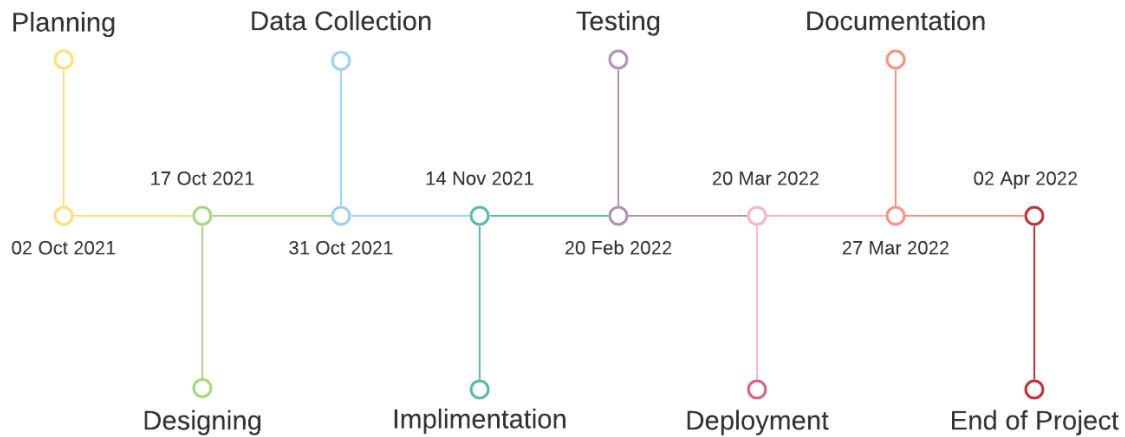 Planning
Data Collection
Testing
Documentation
17 Oct 2021
14 Nov 2021
20 Mar 2022
02 Apr 2022
02 Oct 2021
31 Oct 2021
20 Feb 2022
27 Mar 2022
Designing
Implimentation
Deployment
End of Project